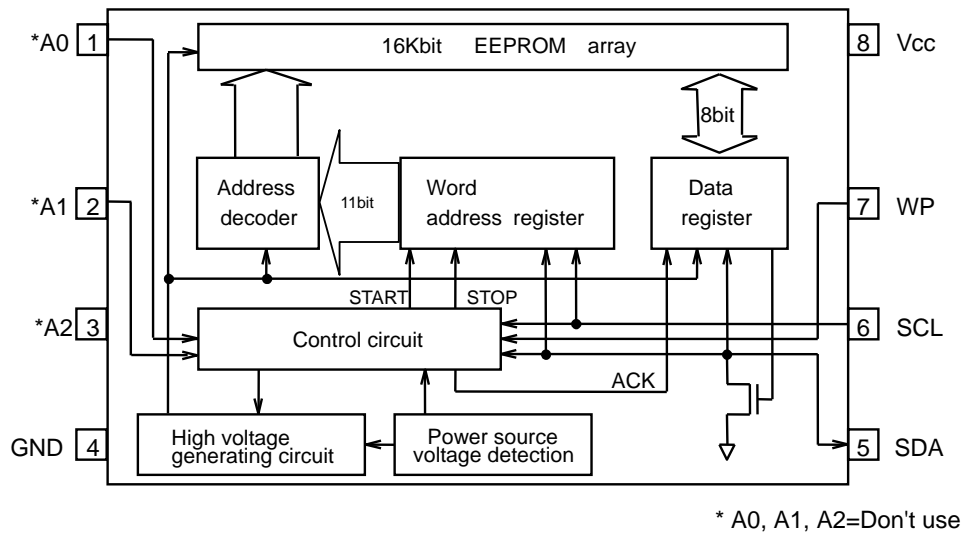 *A0 1
16Kbit EEPROM array
8 Vcc
8bit
*A1 2
Address
decoder
11bit
Word
address register
Data
register
7 WP
START STOP
*A2 3
Control circuit
6 SCL
ACK
GND 4
High voltage
generating circuit
Power source
voltage detection
5 SDA
* A0, A1, A2=Don't use